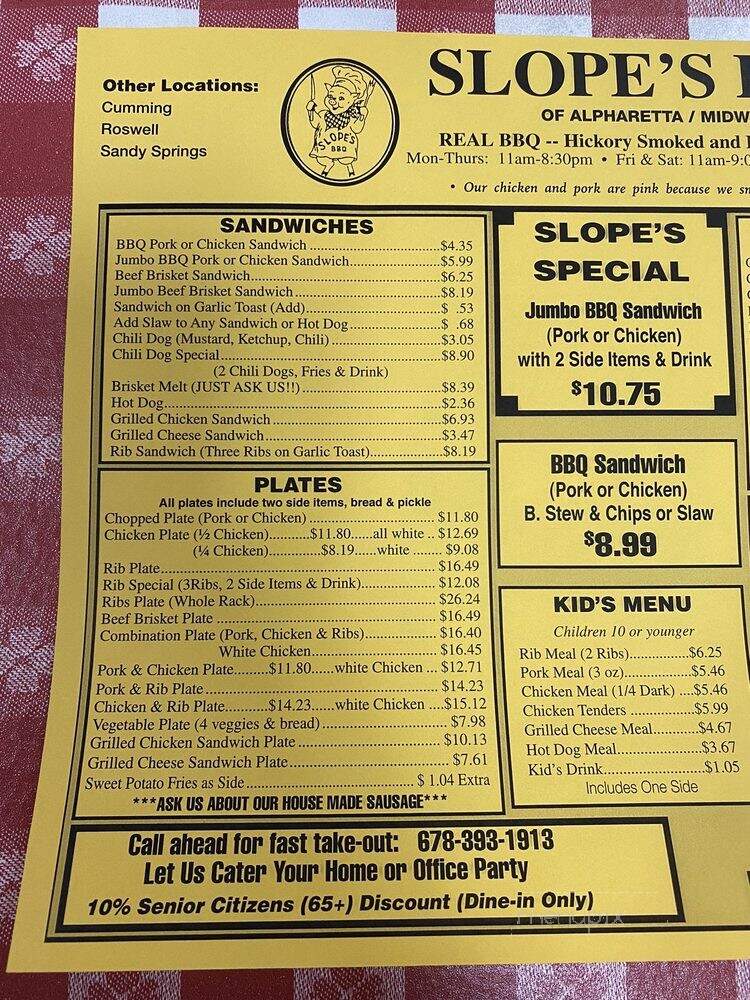 Other Locations:
Cumming
Roswell
Sandy Springs
SLOPE'S
BBQ
SLOPE'S
OF ALPHARETTA / MIDW
REAL BBQ -- Hickory Smoked and
Mon-Thurs: 11am-8:30pm • Fri & Sat: 11am-9:0
• Our chicken and pork are pink because we sm
SANDWICHES
BBQ Pork or Chicken Sandwich ....................................$4.35
Jumbo BBQ Pork or Chicken Sandwich.........................$5.99
Beef Brisket Sandwich.....................................................$6.25
Jumbo Beef Brisket Sandwich.........................................$8.19
Sandwich on Garlic Toast (Add)......................................$ .53
Add Slaw to Any Sandwich or Hot Dog..........................$ .68
Chili Dog (Mustard, Ketchup, Chili)...............................$3.05
Chili Dog Special.............................................................$8.90
(2 Chili Dogs, Fries & Drink)
Brisket Melt (JUST ASK US!!).......................................$8.39
Hot Dog............................................................................$2.36
Grilled Chicken Sandwich ...............................................$6.93
Grilled Cheese Sandwich..................................................$3.47
Rib Sandwich (Three Ribs on Garlic Toast)....................$8.19
PLATES
All plates include two side items, bread & pickle
Chopped Plate (Pork or Chicken) .................................. $11.80
Chicken Plate (½ Chicken)...........$11.80......all white .. $12.69
(¼ Chicken)..............$8.19.....white ......... $9.08
Rib Plate........................................................................... $16.49
Rib Special (3Ribs, 2 Side Items & Drink).................... $12.08
Ribs Plate (Whole Rack)................................................. $26.24
Beef Brisket Plate ............................................................ $16.49
Combination Plate (Pork, Chicken & Ribs)................... $16.40
White Chicken................................... $16.45
Pork & Chicken Plate.........$11.80......white Chicken ... $12.71
Pork & Rib Plate............................................................... $14.23
Chicken & Rib Plate...........$14.23......white Chicken ....$15.12
Vegetable Plate (4 veggies & bread)................................ $7.98
Grilled Chicken Sandwich Plate ...................................... $10.13
Grilled Cheese Sandwich Plate......................................... $7.61
Sweet Potato Fries as Side............................................... $ 1.04 Extra
***ASK US ABOUT OUR HOUSE MADE SAUSAGE***
SLOPE'S
SPECIAL
Jumbo BBQ Sandwich
(Pork or Chicken)
with 2 Side Items & Drink
$10.75
BBQ Sandwich
(Pork or Chicken)
B. Stew & Chips or Slaw
$8.99
KID'S MENU
Children 10 or younger
Rib Meal (2 Ribs)...............$6.25
Pork Meal (3 oz).................$5.46
Chicken Meal (1/4 Dark) ....$5.46
Chicken Tenders .................$5.99
Grilled Cheese Meal............$4.67
Hot Dog Meal......................$3.67
Kid's Drink..........................$1.05
Includes One Side
Call ahead for fast take-out: 678-393-1913
Let Us Cater Your Home or Office Party
10% Senior Citizens (65+) Discount (Dine-in Only)
menupix